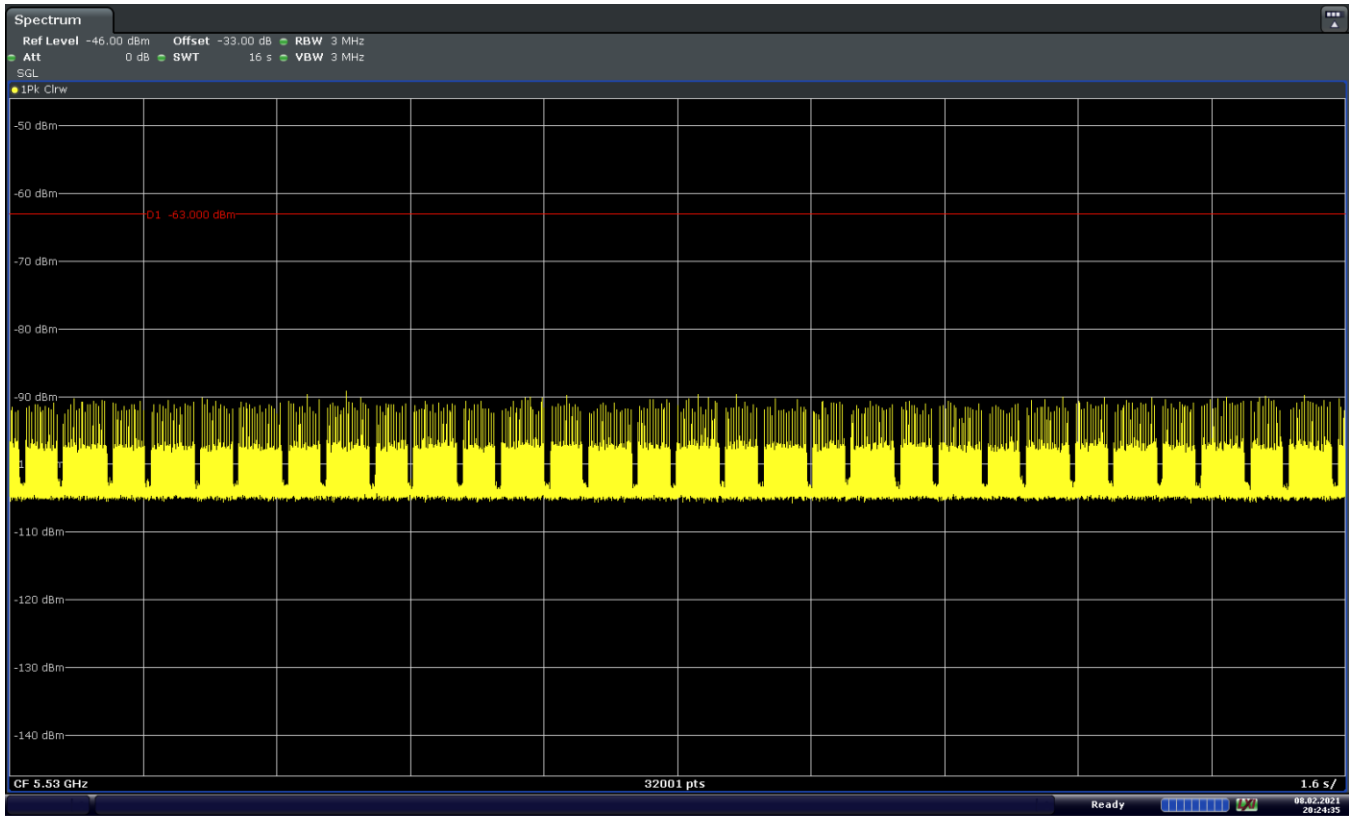 Spectrum
Ref Level -46.00 dBm Offset -33.00 dB RBW 3 MHz
Att 0 dB SWT 16 s VBW 3 MHz
SGL
1Pk Clrw
-50 dBm
-60 dBm
D1 -63.000 dBm
-70 dBm
-80 dBm
-90 dBm
-110 dBm
-120 dBm
-130 dBm
-140 dBm
CF 5.53 GHz 32001 pts 1.6 s/
Ready 08.02.2021
20:24:35